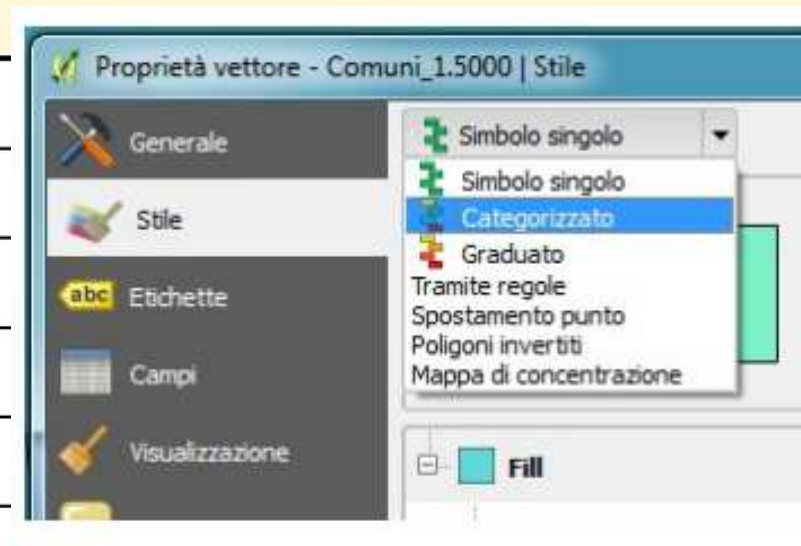 Proprietà vettore - Comuni_1.5000 | Stile
Generale
Stile
abc Etichette
Campi
Visualizzazione
Simbolo singolo
Simbolo singolo
Categorizzato
Graduato
Tramite regole
Spostamento punto
Poligoni invertiti
Mappa di concentrazione
Fill